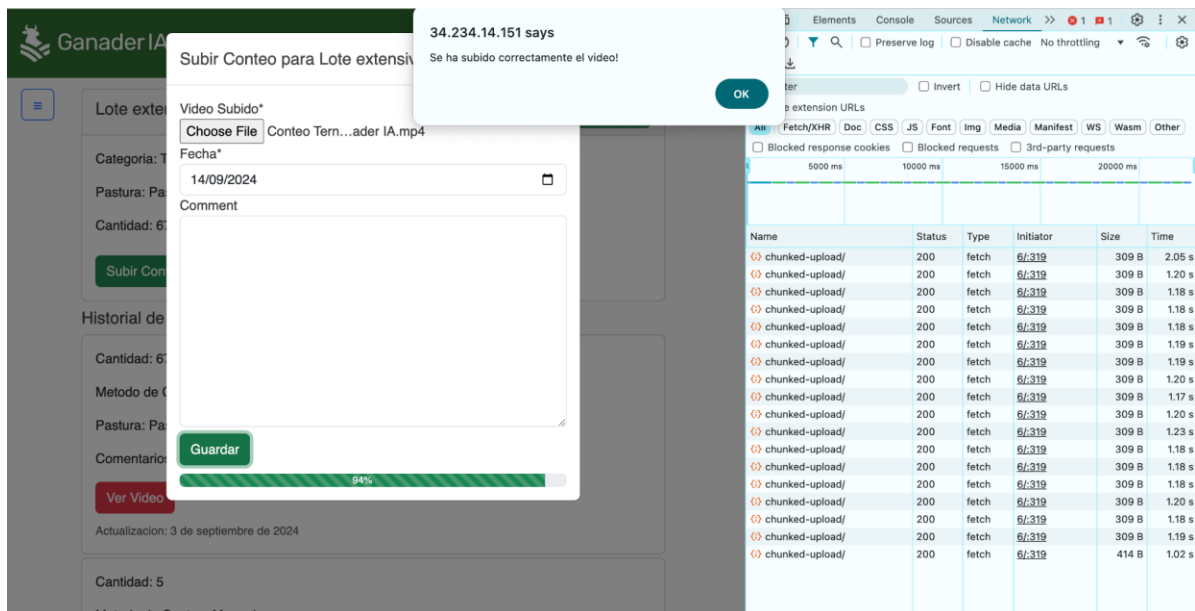 Ganader IA
Subir Conteo para Lote extensiv
34.234.14.151 says
Se ha subido correctamente el video!
OK
Lote exte
Categoria: T
Pastura: Pa
Cantidad: 67
Subir Con
Historial de
Cantidad: 67
Metodo de C
Pastura: Pa
Comentarios
Ver Video
Actualizacion: 3 de septiembre de 2024
Cantidad: 5
Video Subido*
Choose File Conteo Tern…ader IA.mp4
Fecha*
14/09/2024
Comment
Guardar
94%
Elements Console Sources Network 1 1
Preserve log Disable cache No throttling
ter Invert Hide data URLs
e extension URLs
All Fetch/XHR Doc CSS JS Font Img Media Manifest WS Wasm Other
Blocked response cookies Blocked requests 3rd-party requests
5000 ms 10000 ms 15000 ms 20000 ms
Name Status Type Initiator Size Time
chunked-upload/ 200 fetch 6/:319 309 B 2.05 s
chunked-upload/ 200 fetch 6/:319 309 B 1.20 s
chunked-upload/ 200 fetch 6/:319 309 B 1.18 s
chunked-upload/ 200 fetch 6/:319 309 B 1.18 s
chunked-upload/ 200 fetch 6/:319 309 B 1.18 s
chunked-upload/ 200 fetch 6/:319 309 B 1.19 s
chunked-upload/ 200 fetch 6/:319 309 B 1.19 s
chunked-upload/ 200 fetch 6/:319 309 B 1.20 s
chunked-upload/ 200 fetch 6/:319 309 B 1.17 s
chunked-upload/ 200 fetch 6/:319 309 B 1.20 s
chunked-upload/ 200 fetch 6/:319 309 B 1.23 s
chunked-upload/ 200 fetch 6/:319 309 B 1.18 s
chunked-upload/ 200 fetch 6/:319 309 B 1.18 s
chunked-upload/ 200 fetch 6/:319 309 B 1.18 s
chunked-upload/ 200 fetch 6/:319 309 B 1.20 s
chunked-upload/ 200 fetch 6/:319 309 B 1.18 s
chunked-upload/ 200 fetch 6/:319 309 B 1.19 s
chunked-upload/ 200 fetch 6/:319 414 B 1.02 s